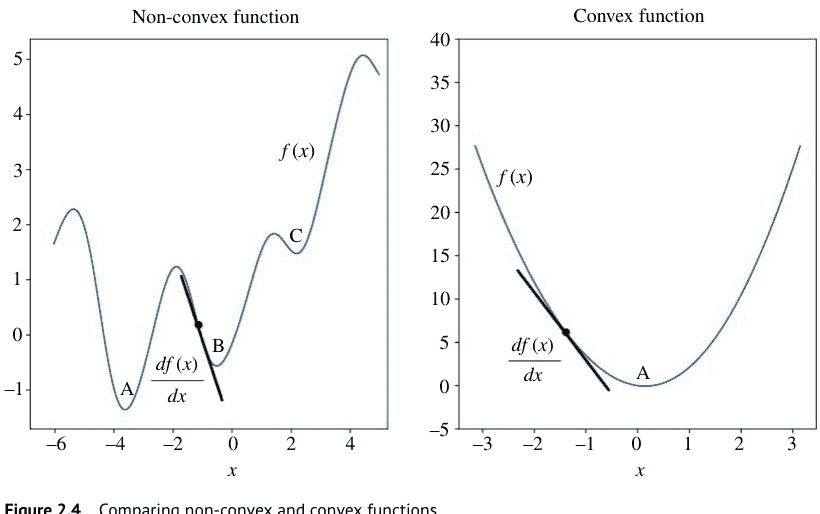 Non-convex function
5
4
3
2
1
0
–1
f (x)
C
B
A
df (x)
dx
–6 –4 –2 0 2 4
x
Convex function
40
35
30
25
20
15
10
5
0
–5
f (x)
df (x)
dx
A
–3 –2 –1 0 1 2 3
x
Figure 2.4 Comparing non-convex and convex functions